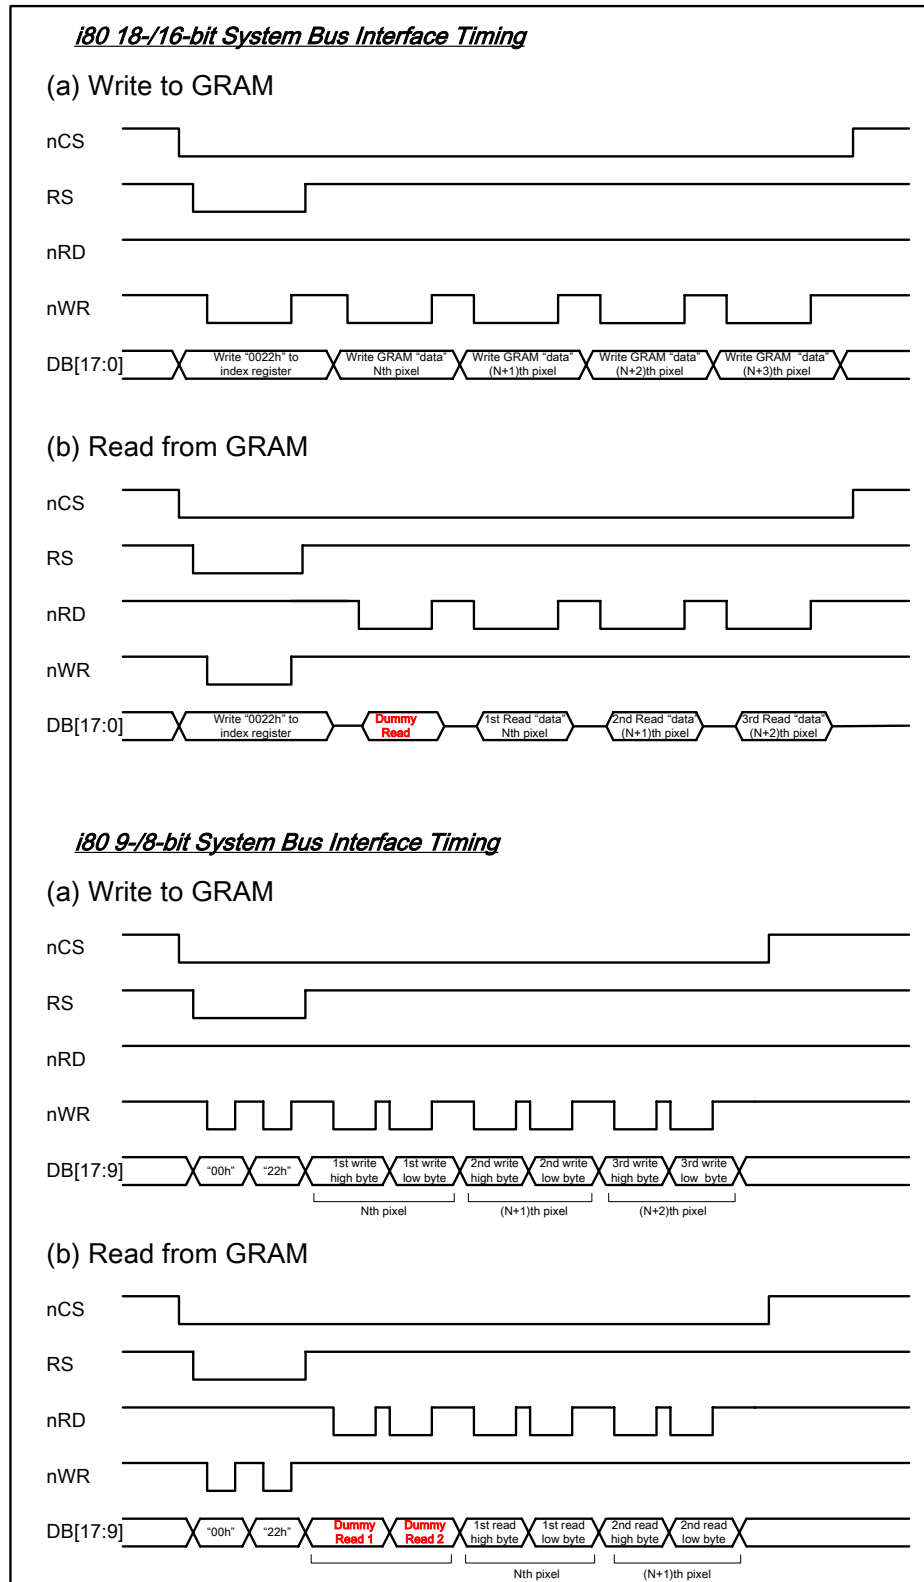 i80 18-/16-bit System Bus Interface Timing
(a) Write to GRAM
nCS
RS
nRD
nWR
DB[17:0]
Write “0022h” to
index register
Write GRAM “data”
Nth pixel
Write GRAM “data”
(N+1)th pixel
Write GRAM “data”
(N+2)th pixel
Write GRAM “data”
(N+3)th pixel
(b) Read from GRAM
nCS
RS
nRD
nWR
DB[17:0]
Write “0022h” to
index register
Dummy
Read
1st Read “data”
Nth pixel
2nd Read “data”
(N+1)th pixel
3rd Read “data”
(N+2)th pixel
i80 9-/8-bit System Bus Interface Timing
(a) Write to GRAM
nCS
RS
nRD
nWR
DB[17:9]
“00h”
“22h”
1st write
high byte
1st write
low byte
2nd write
high byte
2nd write
low byte
3rd write
high byte
3rd write
low byte
Nth pixel
(N+1)th pixel
(N+2)th pixel
(b) Read from GRAM
nCS
RS
nRD
nWR
DB[17:9]
“00h”
“22h”
Dummy
Read 1
Dummy
Read 2
1st read
high byte
1st read
low byte
2nd read
high byte
2nd read
low byte
Nth pixel
(N+1)th pixel